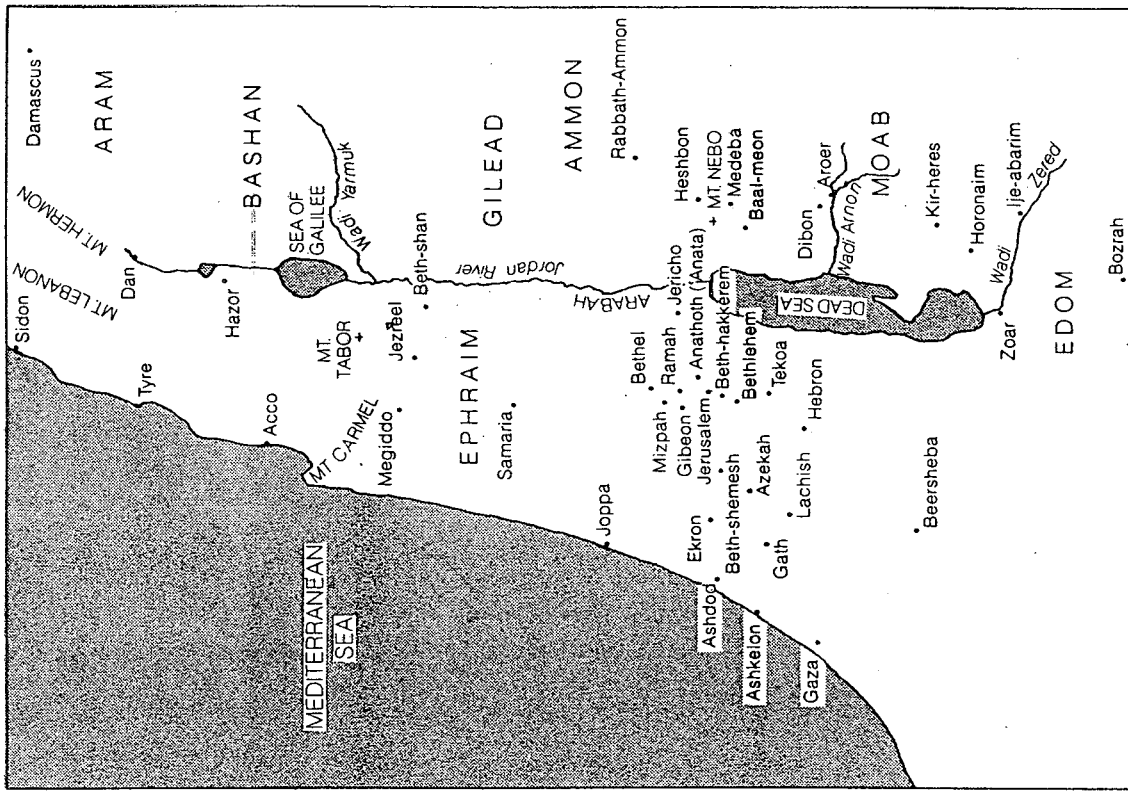 Damascus
ARAM
MT. HERMON
MT. LEBANON
Sidon
Dan
BASHAN
Tyre
Hazor
SEA OF
GALILEE
Wadi Yarmuk
Acco
MT.
TABOR
MT. CARMEL
Jezreel
Beth-shan
Megiddo
GILEAD
EPHRAIM
Samaria
Jordan River
MEDITERRANEAN
SEA
AMMON
Rabbath-Ammon
Joppa
ARABAH
Bethel
Mizpah
Ramah
Jericho
Heshbon
Gibeon
Anathoth (Anata)
+ MT. NEBO
Ekron
Jerusalem
Beth-hakkerem
Medeba
Ashdod
Beth-shemesh
Bethlehem
Baal-meon
Ashkelon
Azekah
Tekoa
Gath
Lachish
Hebron
Gaza
DEAD SEA
Dibon
Aroer
Wadi Arnon
MOAB
Beersheba
Kir-heres
Horonaim
Zoar
Wadi Zered
Ije-abarim
EDOM
Bozrah